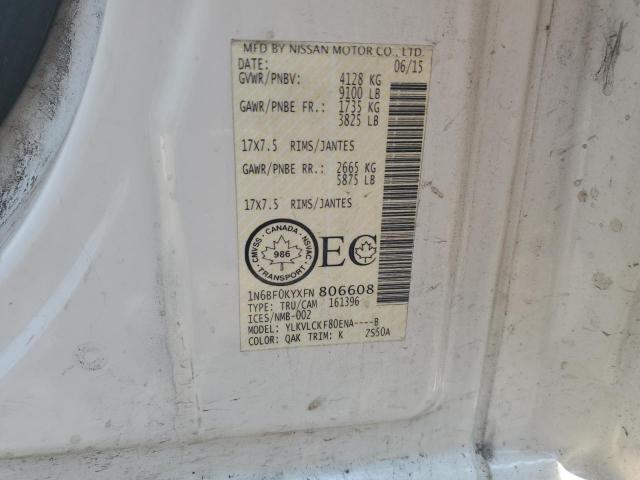 MFD BY NISSAN MOTOR CO., LTD.
DATE: 06/15
GVWR/PNBV: 4128 KG
9100 LB
GAWR/PNBE FR.: 1735 KG
3825 LB
17X7.5 RIMS/JANTES
GAWR/PNBE RR.: 2665 KG
5875 LB
17X7.5 RIMS/JANTES
CMVSS • CANADA • NSVAC
986
TRANSPORT
EC
1N6BF0KYXFN 806608
TYPE: TRU/CAM 161396
ICES/NMB-002
MODEL: YLKVLCKF80ENA----B
COLOR: QAK TRIM: K ZS50A